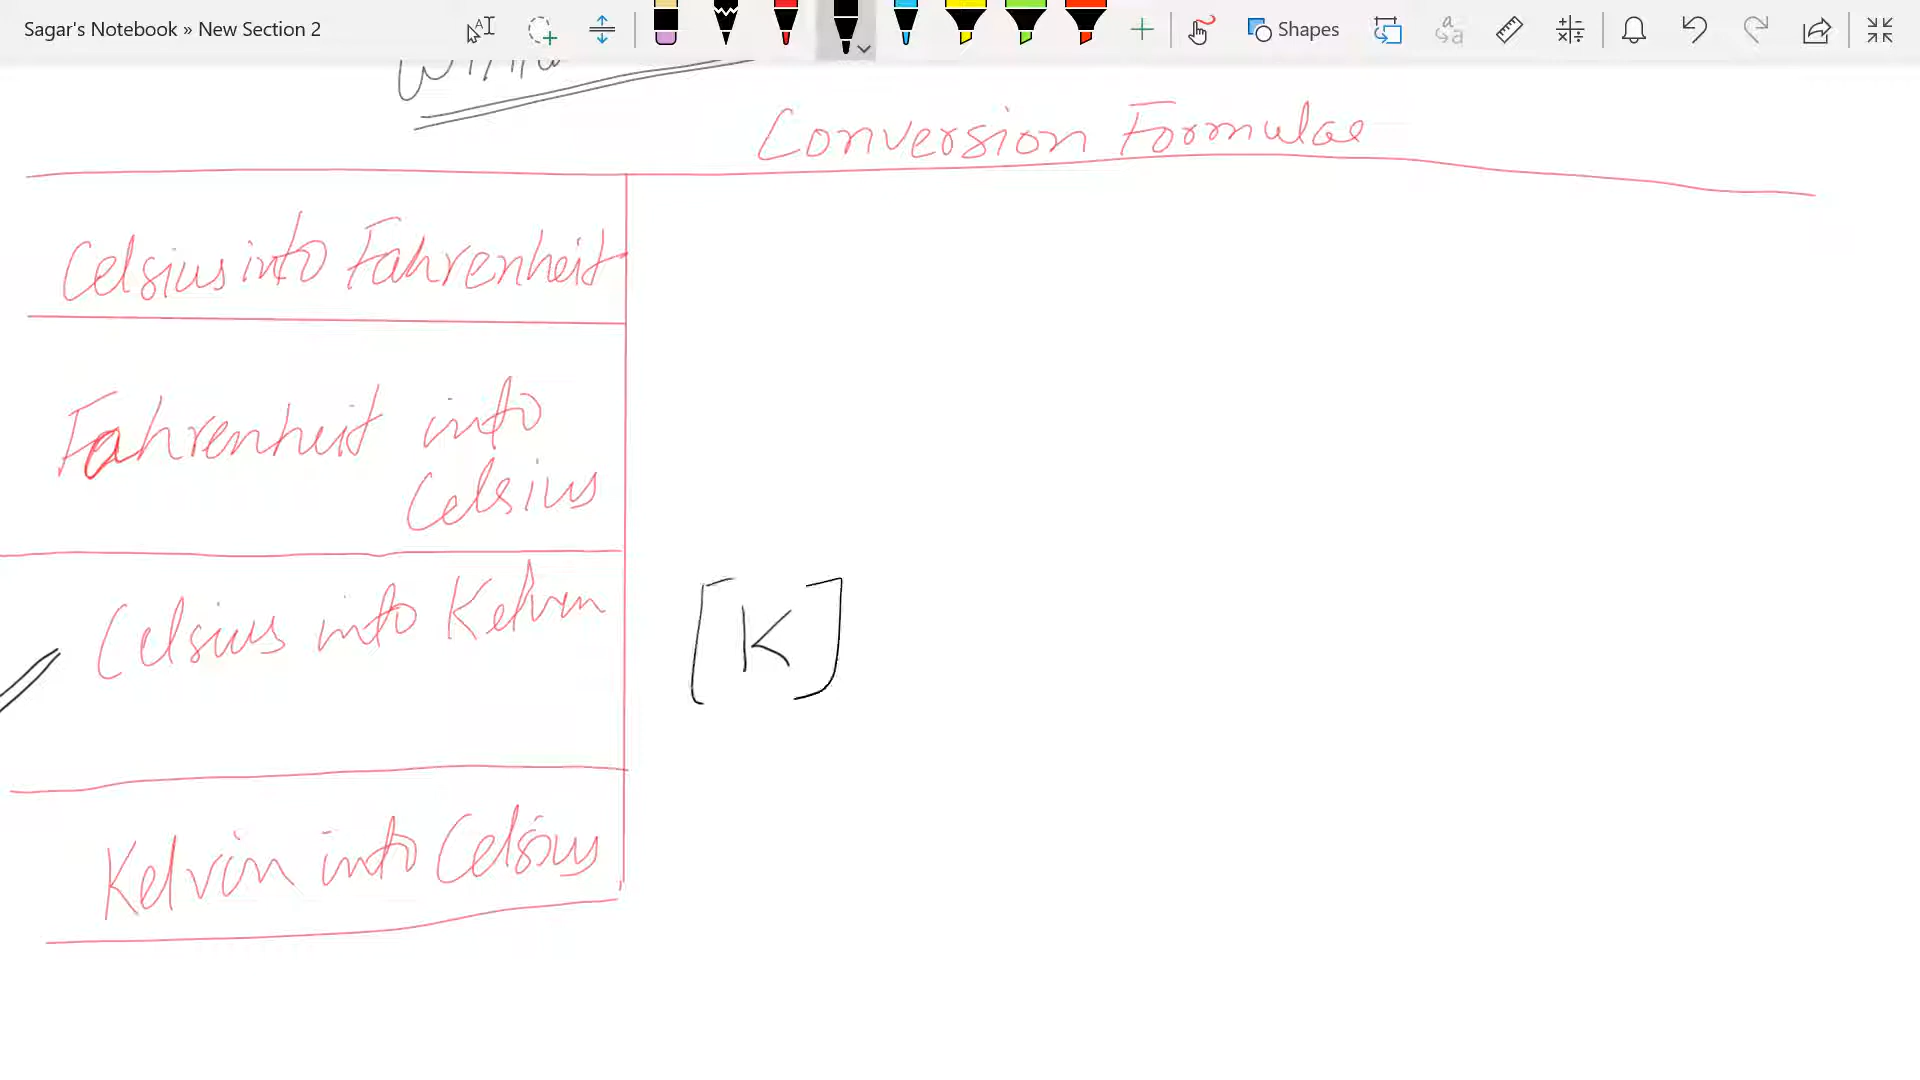 Sagar's Notebook » New Section 2
Shapes
Conversion Formulae
Celsius into Fahrenheit
Fahrenheit into
Celsius
Celsius into Kelvin
[K]
Kelvin into Celsius